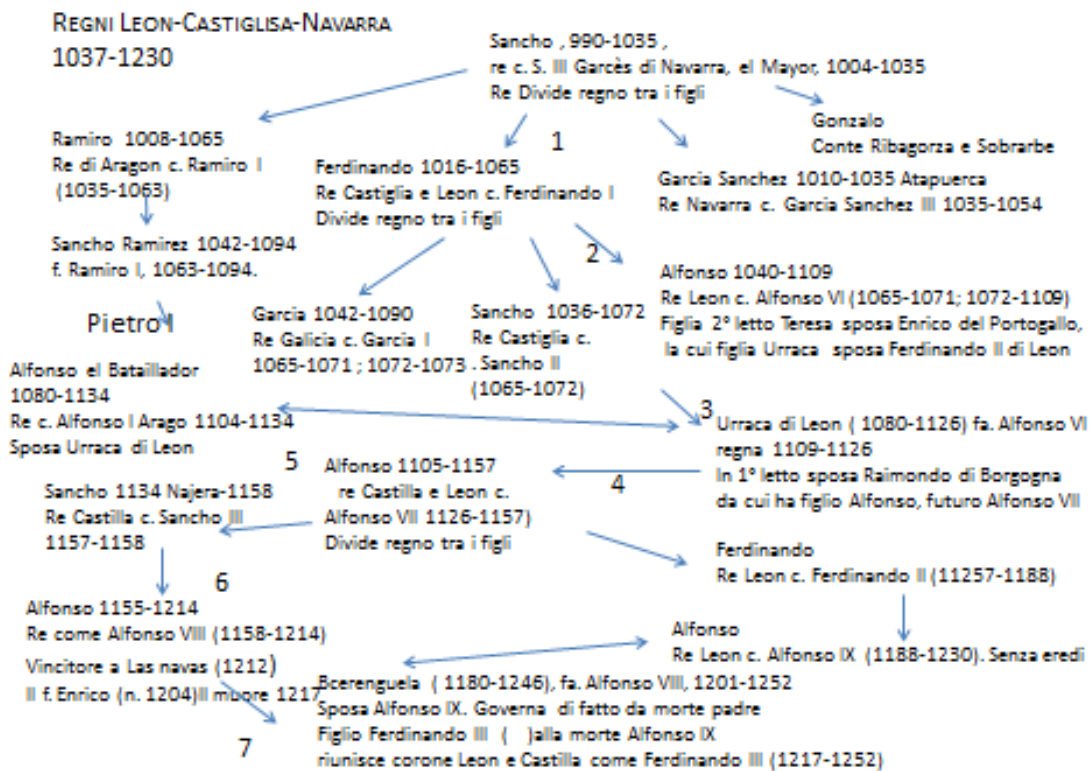 REGNI LEON-CASTIGLISA-NAVARRA
1037-1230
Sancho , 990-1035 ,
re c. S. III Garcès di Navarra, el Mayor, 1004-1035
Re Divide regno tra i figli
Ramiro 1008-1065
Re di Aragon c. Ramiro I
(1035-1063)
1
Ferdinando 1016-1065
Re Castiglia e Leon c. Ferdinando I
Divide regno tra i figli
Gonzalo
Conte Ribagorza e Sobrarbe
Garcia Sanchez 1010-1035 Atapuerca
Re Navarra c. Garcia Sanchez III 1035-1054
Sancho Ramirez 1042-1094
f. Ramiro I, 1063-1094.
2
Pietro I
Garcia 1042-1090
Re Galicia c. Garcia I
1065-1071 ; 1072-1073
Sancho 1036-1072
Re Castiglia c.
. Sancho II
(1065-1072)
Alfonso 1040-1109
Re Leon c. Alfonso VI (1065-1071; 1072-1109)
Figlia 2° letto Teresa sposa Enrico del Portogallo,
la cui figlia Urraca sposa Ferdinando II di Leon
Alfonso el Bataillador
1080-1134
Re c. Alfonso I Arago 1104-1134
Sposa Urraca di Leon
3
Urraca di Leon ( 1080-1126) fa. Alfonso VI
regna 1109-1126
In 1° letto sposa Raimondo di Borgogna
da cui ha figlio Alfonso, futuro Alfonso VII
4
5
Alfonso 1105-1157
re Castilla e Leon c.
Alfonso VII 1126-1157)
Divide regno tra i figli
Sancho 1134 Najera-1158
Re Castilla c. Sancho III
1157-1158
Ferdinando
Re Leon c. Ferdinando II (11257-1188)
6
Alfonso 1155-1214
Re come Alfonso VIII (1158-1214)
Vincitore a Las navas (1212)
Il f. Enrico (n. 1204)II muore 1217
Alfonso
Re Leon c. Alfonso IX (1188-1230). Senza eredi
7
Bcerenguela ( 1180-1246), fa. Alfonso VIII, 1201-1252
Sposa Alfonso IX. Governa di fatto da morte padre
Figlio Ferdinando III ( )alla morte Alfonso IX
riunisce corone Leon e Castilla come Ferdinando III (1217-1252)